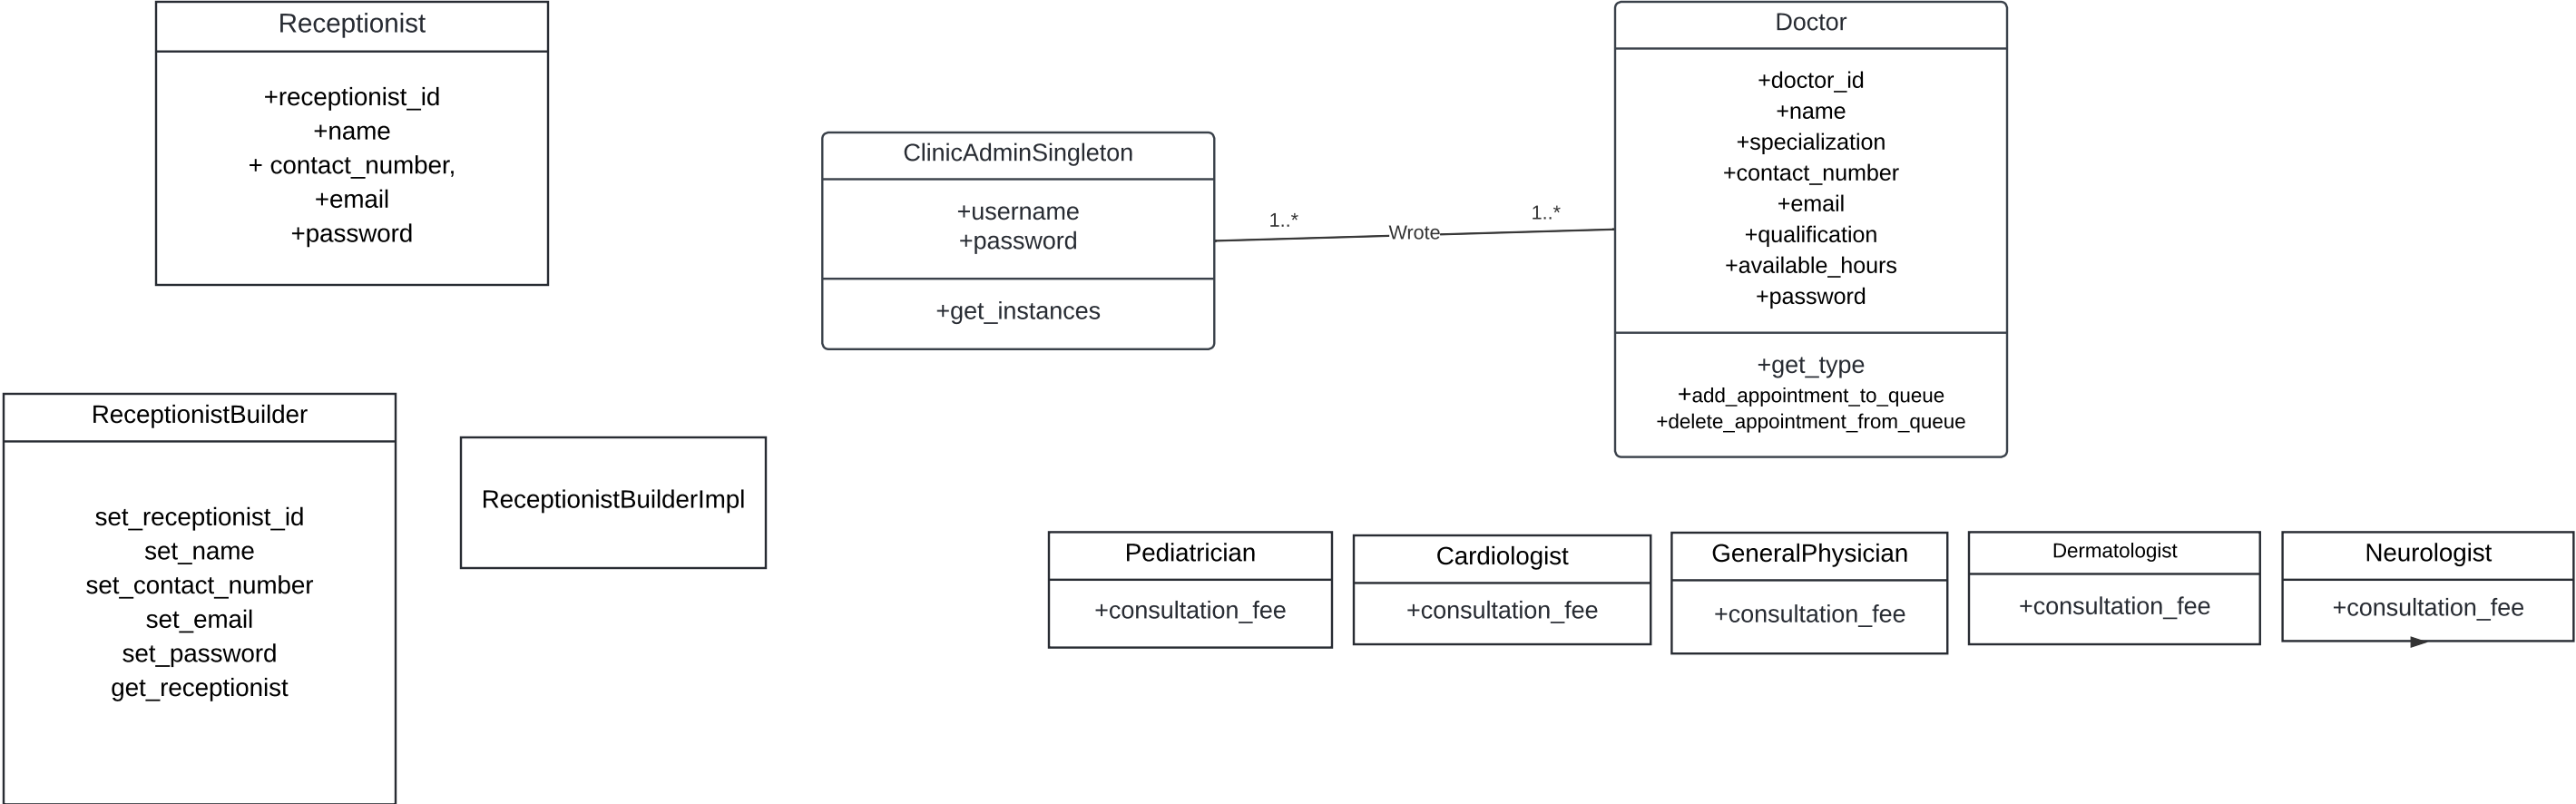 Receptionist
+receptionist_id
+name
+ contact_number,
+email
+password
ClinicAdminSingleton
+username
+password
+get_instances
1..*
Wrote
1..*
Doctor
+doctor_id
+name
+specialization
+contact_number
+email
+qualification
+available_hours
+password
+get_type
+add_appointment_to_queue
+delete_appointment_from_queue
ReceptionistBuilder
set_receptionist_id
set_name
set_contact_number
set_email
set_password
get_receptionist
ReceptionistBuilderImpl
Pediatrician
+consultation_fee
Cardiologist
+consultation_fee
GeneralPhysician
+consultation_fee
Dermatologist
+consultation_fee
Neurologist
+consultation_fee